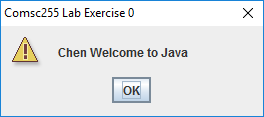 Comsc255 Lab Exercise 0
Chen Welcome to Java
OK